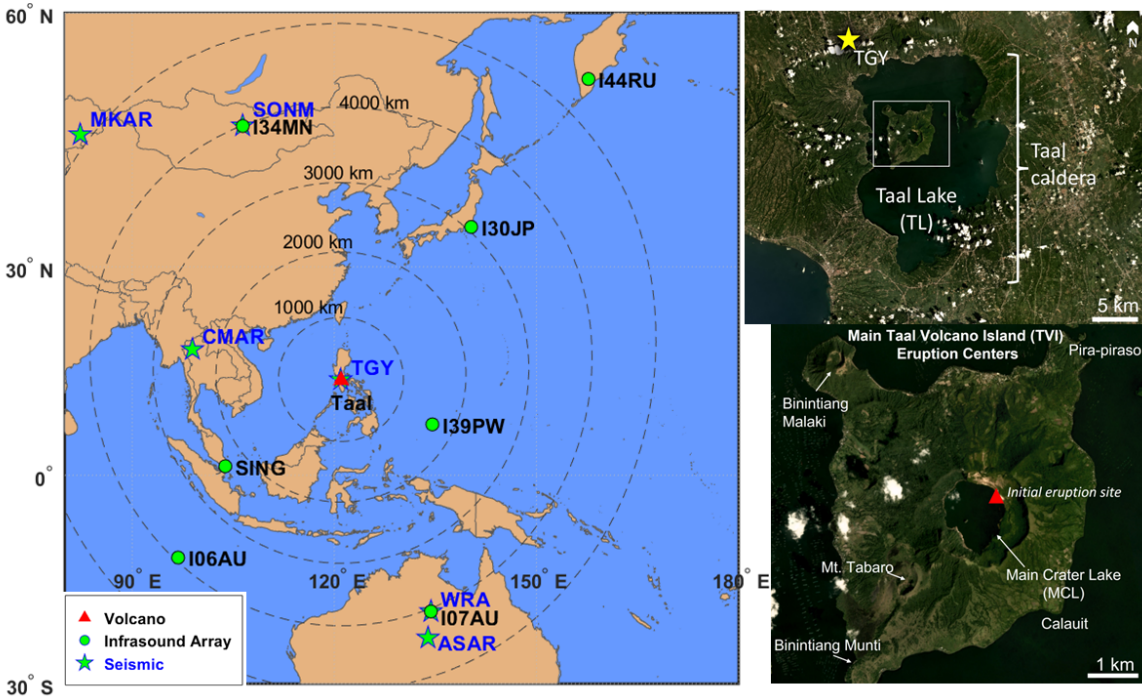 60° N
30° N
0°
30° S
90° E
120° E
150° E
180° E
4000 km
3000 km
2000 km
1000 km
I44RU
SONM
I34MN
MKAR
I30JP
CMAR
TGY
Taal
I39PW
SING
I06AU
WRA
I07AU
ASAR
Volcano
Infrasound Array
Seismic
TGY
N
Taal
caldera
Taal Lake
(TL)
5 km
Main Taal Volcano Island (TVI)
Eruption Centers
Pira-piraso
Binintiang
Malaki
Initial eruption site
Mt. Tabaro
Main Crater Lake
(MCL)
Calauit
Binintiang Munti
1 km